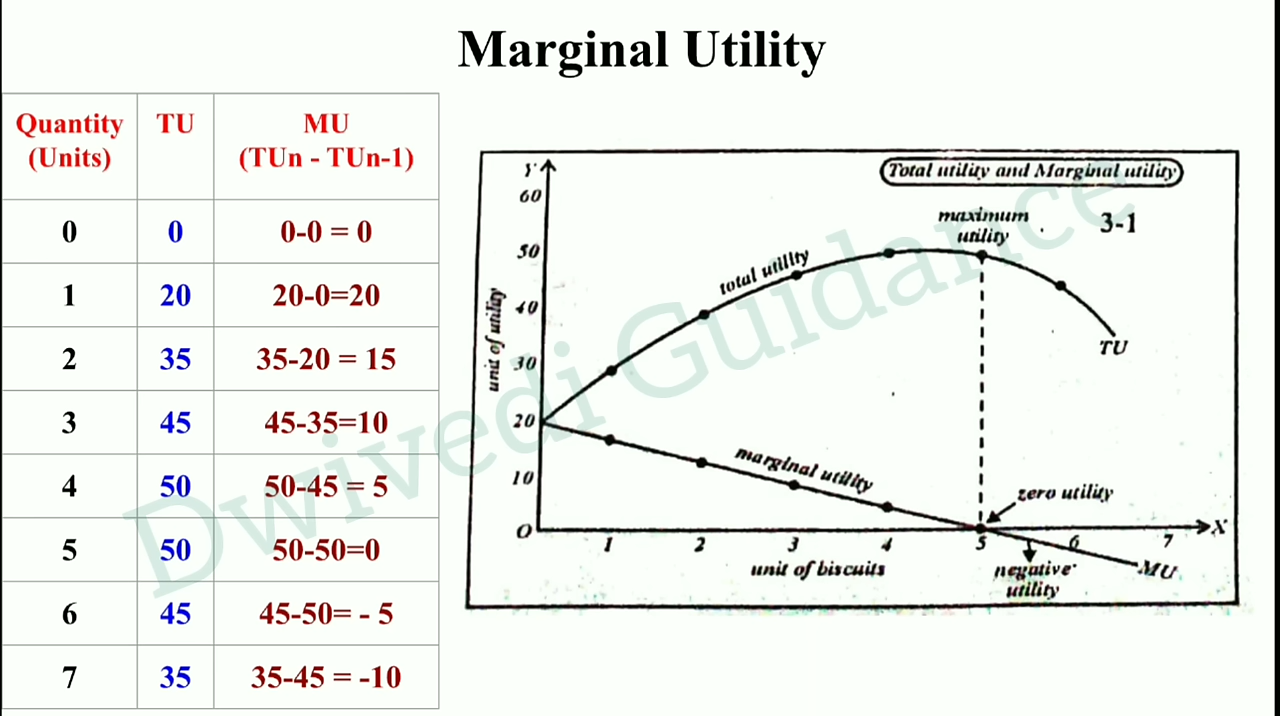 Marginal Utility
Quantity (Units) TU MU (TUn - TUn-1)
0 0 0-0 = 0
1 20 20-0=20
2 35 35-20 = 15
3 45 45-35=10
4 50 50-45 = 5
5 50 50-50=0
6 45 45-50= - 5
7 35 35-45 = -10
Total utility and Marginal utility
3-1
Y
60
50
40
30
20
10
O
unit of utility
total utility
maximum
utility
TU
marginal utility
zero utility
X
1 2 3 4 5 6 7
unit of biscuits
negative
utility
MU
Dwivedi Guidance